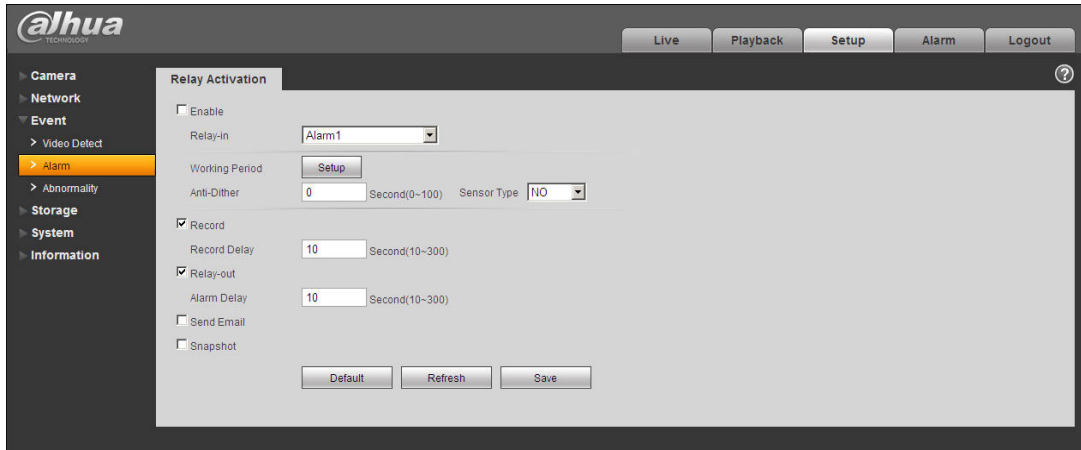 alhua
TECHNOLOGY
Live Playback Setup Alarm Logout
Camera
Network
Event
> Video Detect
> Alarm
> Abnormality
Storage
System
Information
Relay Activation
?
Enable
Relay-in Alarm1
Working Period Setup
Anti-Dither 0 Second(0~100) Sensor Type NO
Record
Record Delay 10 Second(10~300)
Relay-out
Alarm Delay 10 Second(10~300)
Send Email
Snapshot
Default Refresh Save